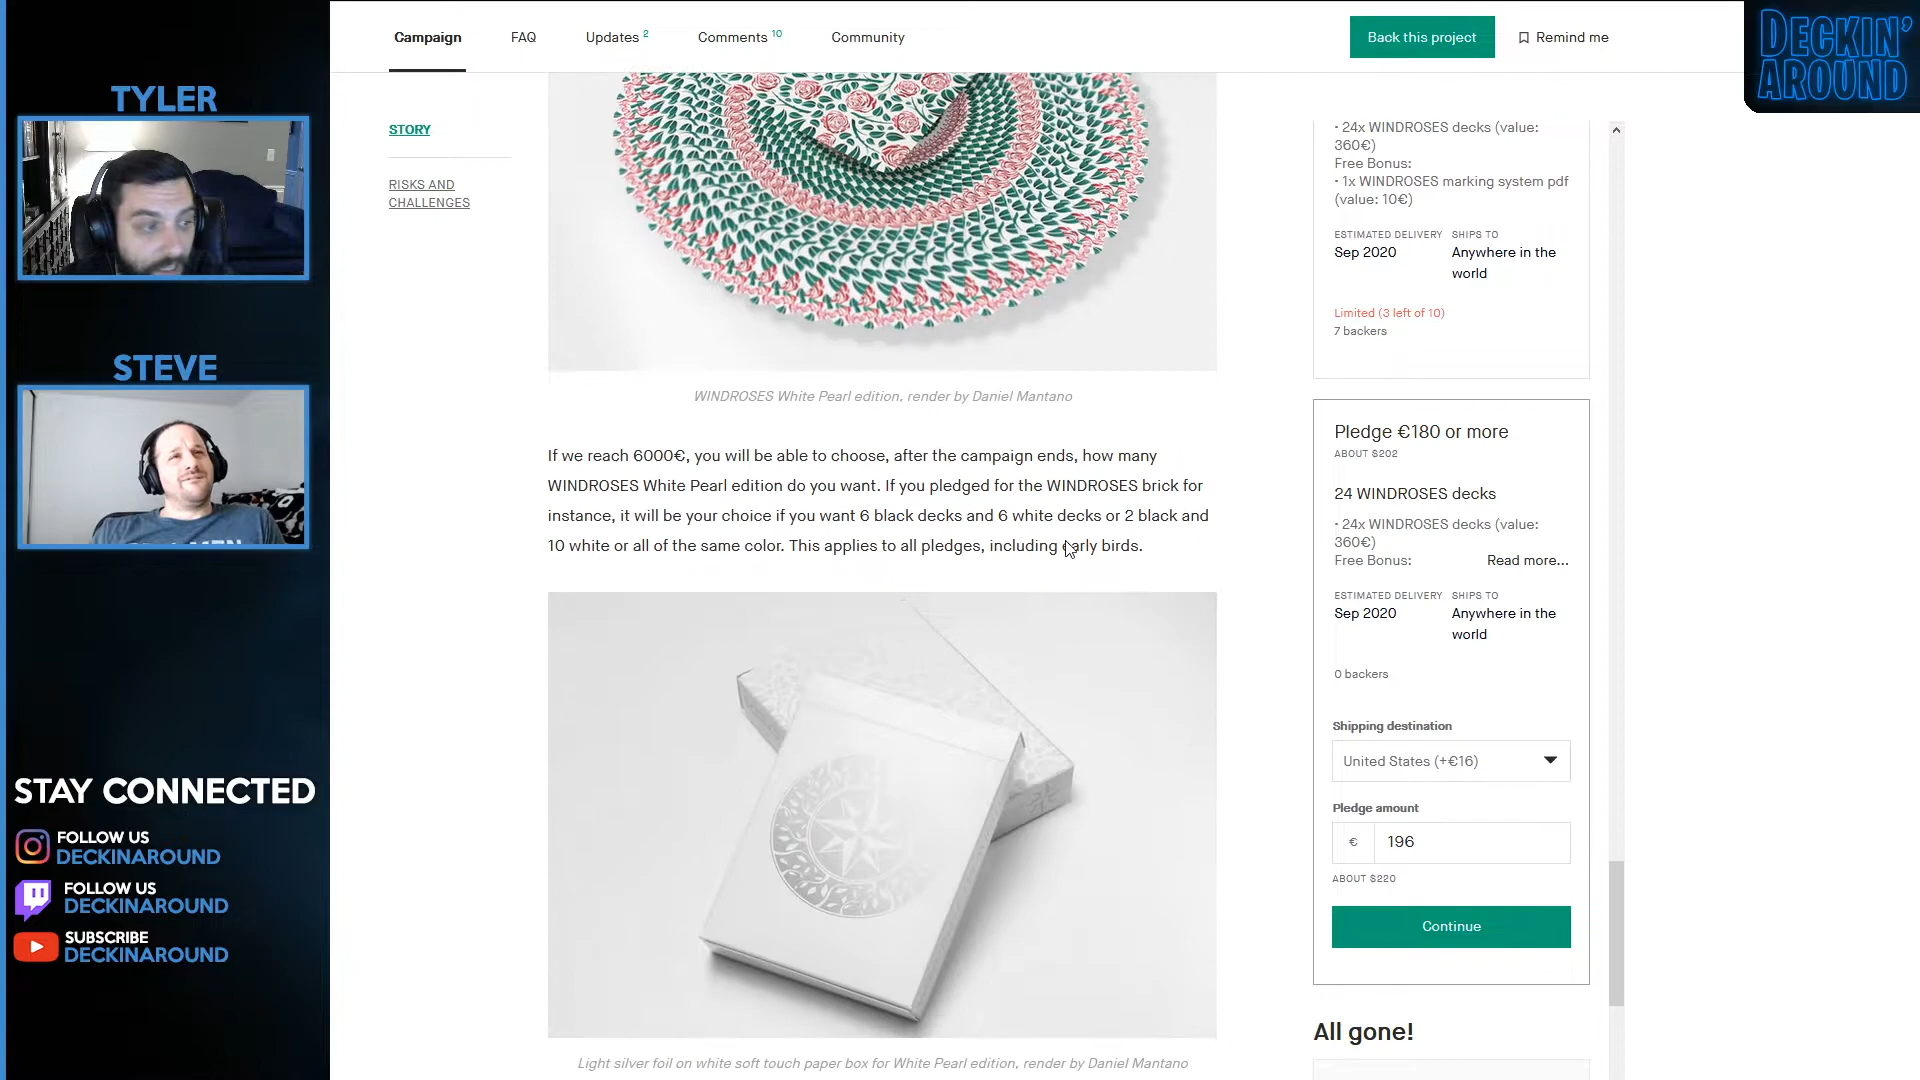 TYLER
STEVE
STAY CONNECTED
FOLLOW US
DECKINAROUND
FOLLOW US
DECKINAROUND
SUBSCRIBE
DECKINAROUND
Campaign
FAQ
Updates 2
Comments 10
Community
Back this project
Remind me
DECKIN'
AROUND
STORY
RISKS AND
CHALLENGES
WINDROSES White Pearl edition, render by Daniel Mantano
If we reach 6000€, you will be able to choose, after the campaign ends, how many
WINDROSES White Pearl edition do you want. If you pledged for the WINDROSES brick for
instance, it will be your choice if you want 6 black decks and 6 white decks or 2 black and
10 white or all of the same color. This applies to all pledges, including early birds.
Light silver foil on white soft touch paper box for White Pearl edition, render by Daniel Mantano
• 24x WINDROSES decks (value:
360€)
Free Bonus:
• 1x WINDROSES marking system pdf
(value: 10€)
ESTIMATED DELIVERY
Sep 2020
SHIPS TO
Anywhere in the
world
Limited (3 left of 10)
7 backers
Pledge €180 or more
ABOUT $202
24 WINDROSES decks
• 24x WINDROSES decks (value:
360€)
Free Bonus:
Read more...
ESTIMATED DELIVERY
Sep 2020
SHIPS TO
Anywhere in the
world
0 backers
Shipping destination
United States (+€16)
Pledge amount
€ 196
ABOUT $220
Continue
All gone!